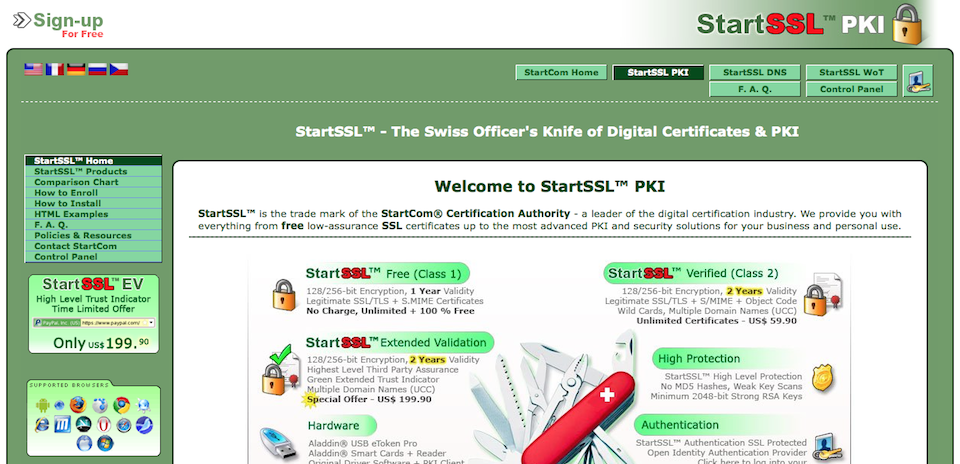 Sign-up
For Free
StartSSL™ PKI
StartCom Home
StartSSL PKI
StartSSL DNS
StartSSL WoT
F. A. Q.
Control Panel
StartSSL™ - The Swiss Officer's Knife of Digital Certificates & PKI
StartSSL™ Home
StartSSL™ Products
Comparison Chart
How to Enroll
How to Install
HTML Examples
F. A. Q.
Policies & Resources
Contact StartCom
Control Panel
StartSSL™ EV
High Level Trust Indicator
Time Limited Offer
PayPal, Inc. (US) https://www.paypal.com/
Only US$ 199.90
SUPPORTED BROWSERS
Welcome to StartSSL™ PKI
StartSSL™ is the trade mark of the StartCom® Certification Authority - a leader of the digital certification industry. We provide you with
everything from free low-assurance SSL certificates up to the most advanced PKI and security solutions for your business and personal use.
StartSSL™ Free (Class 1)
128/256-bit Encryption, 1 Year Validity
Legitimate SSL/TLS + S.MIME Certificates
No Charge, Unlimited + 100 % Free
StartSSL™ Verified (Class 2)
128/256-bit Encryption, 2 Years Validity
Legitimate SSL/TLS + S/MIME + Object Code
Wild Cards, Multiple Domain Names (UCC)
Unlimited Certificates - US$ 59.90
StartSSL™ Extended Validation
128/256-bit Encryption, 2 Years Validity
Highest Level Third Party Assurance
Green Extended Trust Indicator
Multiple Domain Names (UCC)
Special Offer - US$ 199.90
High Protection
StartSSL™ High Level Protection
No MD5 Hashes, Weak Key Scans
Minimum 2048-bit Strong RSA Keys
Hardware
Aladdin® USB eToken Pro
Aladdin® Smart Cards + Reader
Original Driver Software + PKI Client
Authentication
StartSSL™ Authentication SSL Protected
Open Identity Authentication Provider
Click here to log into your